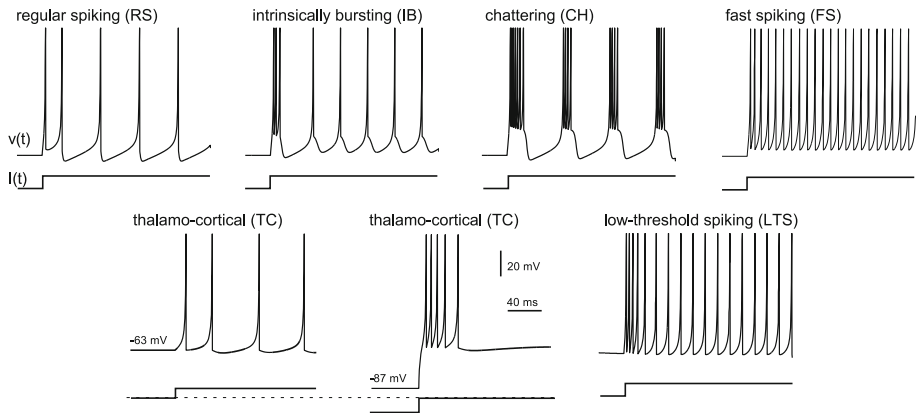 regular spiking (RS)
intrinsically bursting (IB)
chattering (CH)
fast spiking (FS)
v(t)
I(t)
thalamo-cortical (TC)
thalamo-cortical (TC)
low-threshold spiking (LTS)
20 mV
40 ms
-63 mV
-87 mV